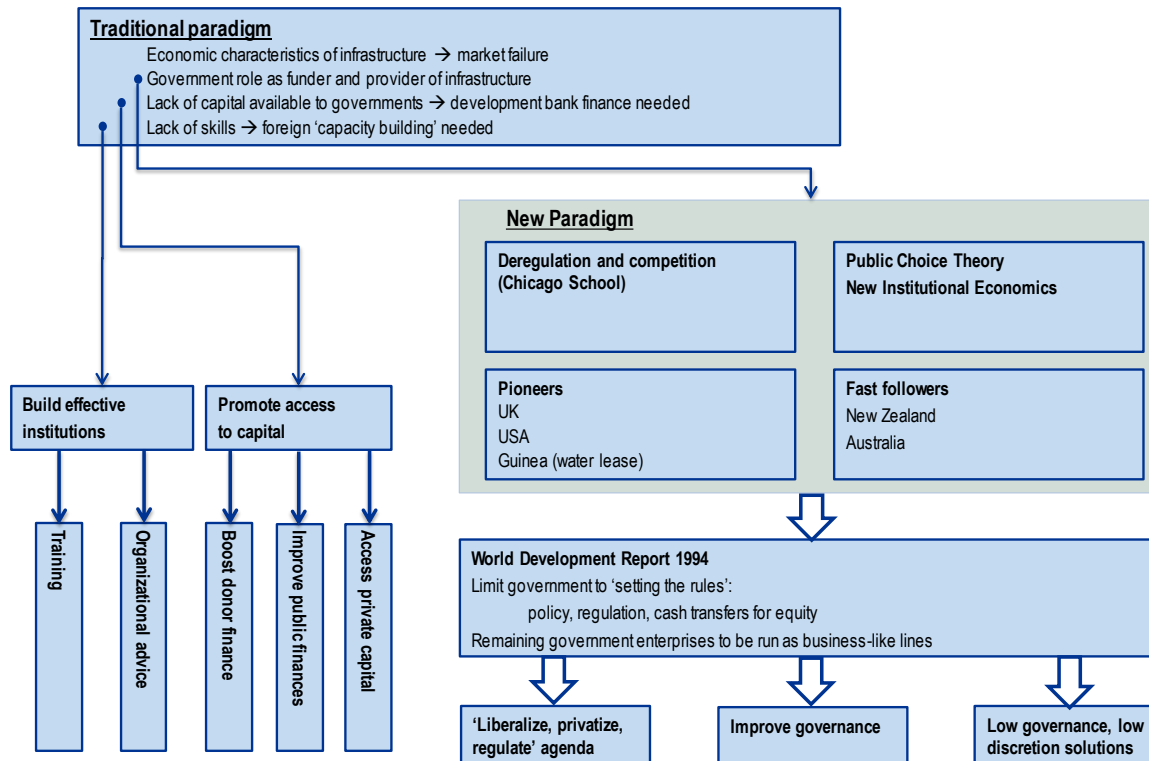 Traditional paradigm
Economic characteristics of infrastructure → market failure
Government role as funder and provider of infrastructure
Lack of capital available to governments → development bank finance needed
Lack of skills → foreign ‘capacity building’ needed
New Paradigm
Deregulation and competition
(Chicago School)
Public Choice Theory
New Institutional Economics
Pioneers
UK
USA
Guinea (water lease)
Fast followers
New Zealand
Australia
Build effective
institutions
Promote access
to capital
Training
Organizational advice
Boost donor finance
Improve public finances
Access private capital
World Development Report 1994
Limit government to ‘setting the rules’:
policy, regulation, cash transfers for equity
Remaining government enterprises to be run as business-like lines
‘Liberalize, privatize,
regulate’ agenda
Improve governance
Low governance, low
discretion solutions